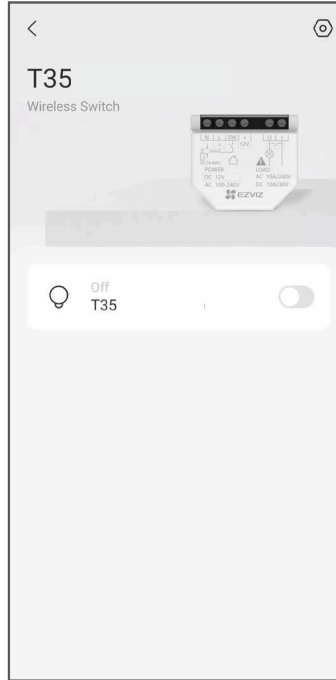 T35
Wireless Switch
N L SW + O I
12V
POWER
DC 12V
AC 100-240V
LOAD
AC 10A/240V
DC 10A/30V
EZVIZ
Off
T35